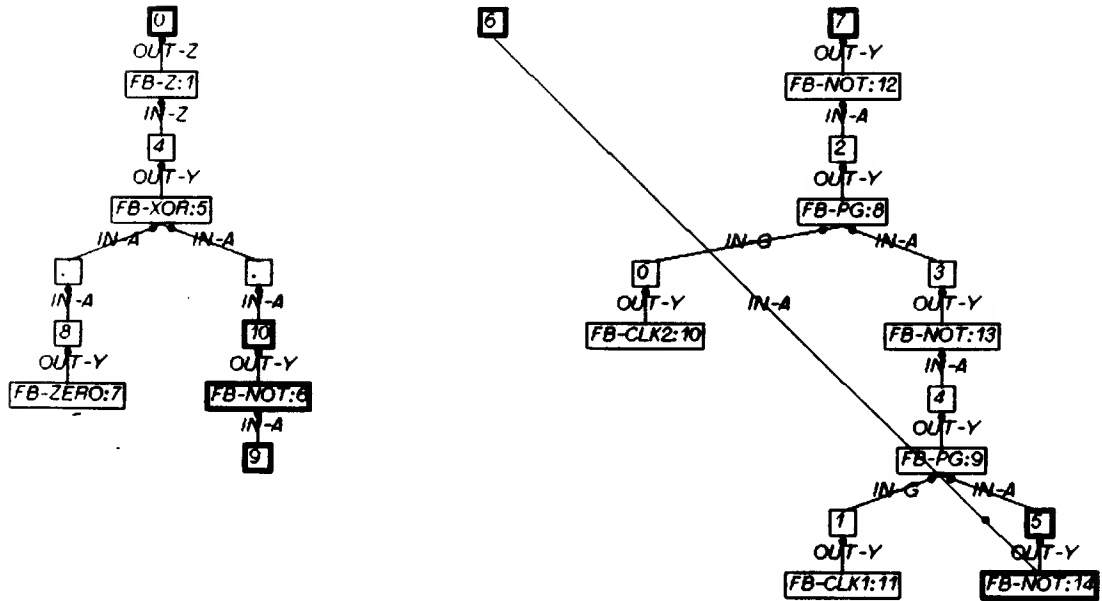 0
OUT-Z
FB-Z:1
IN-Z
4
OUT-Y
FB-XOR:5
IN-A IN-A
. .
IN-A IN-A
8 10
OUT-Y OUT-Y
FB-ZERO:7 FB-NOT:6
IN-A
9
6 7
OUT-Y
FB-NOT:12
IN-A
2
OUT-Y
FB-PG:8
IN-G IN-A
0 3
OUT-Y IN-A OUT-Y
FB-CLK2:10 FB-NOT:13
IN-A
4
OUT-Y
FB-PG:9
IN-G IN-A
1 5
OUT-Y OUT-Y
FB-CLK1:11 FB-NOT:14